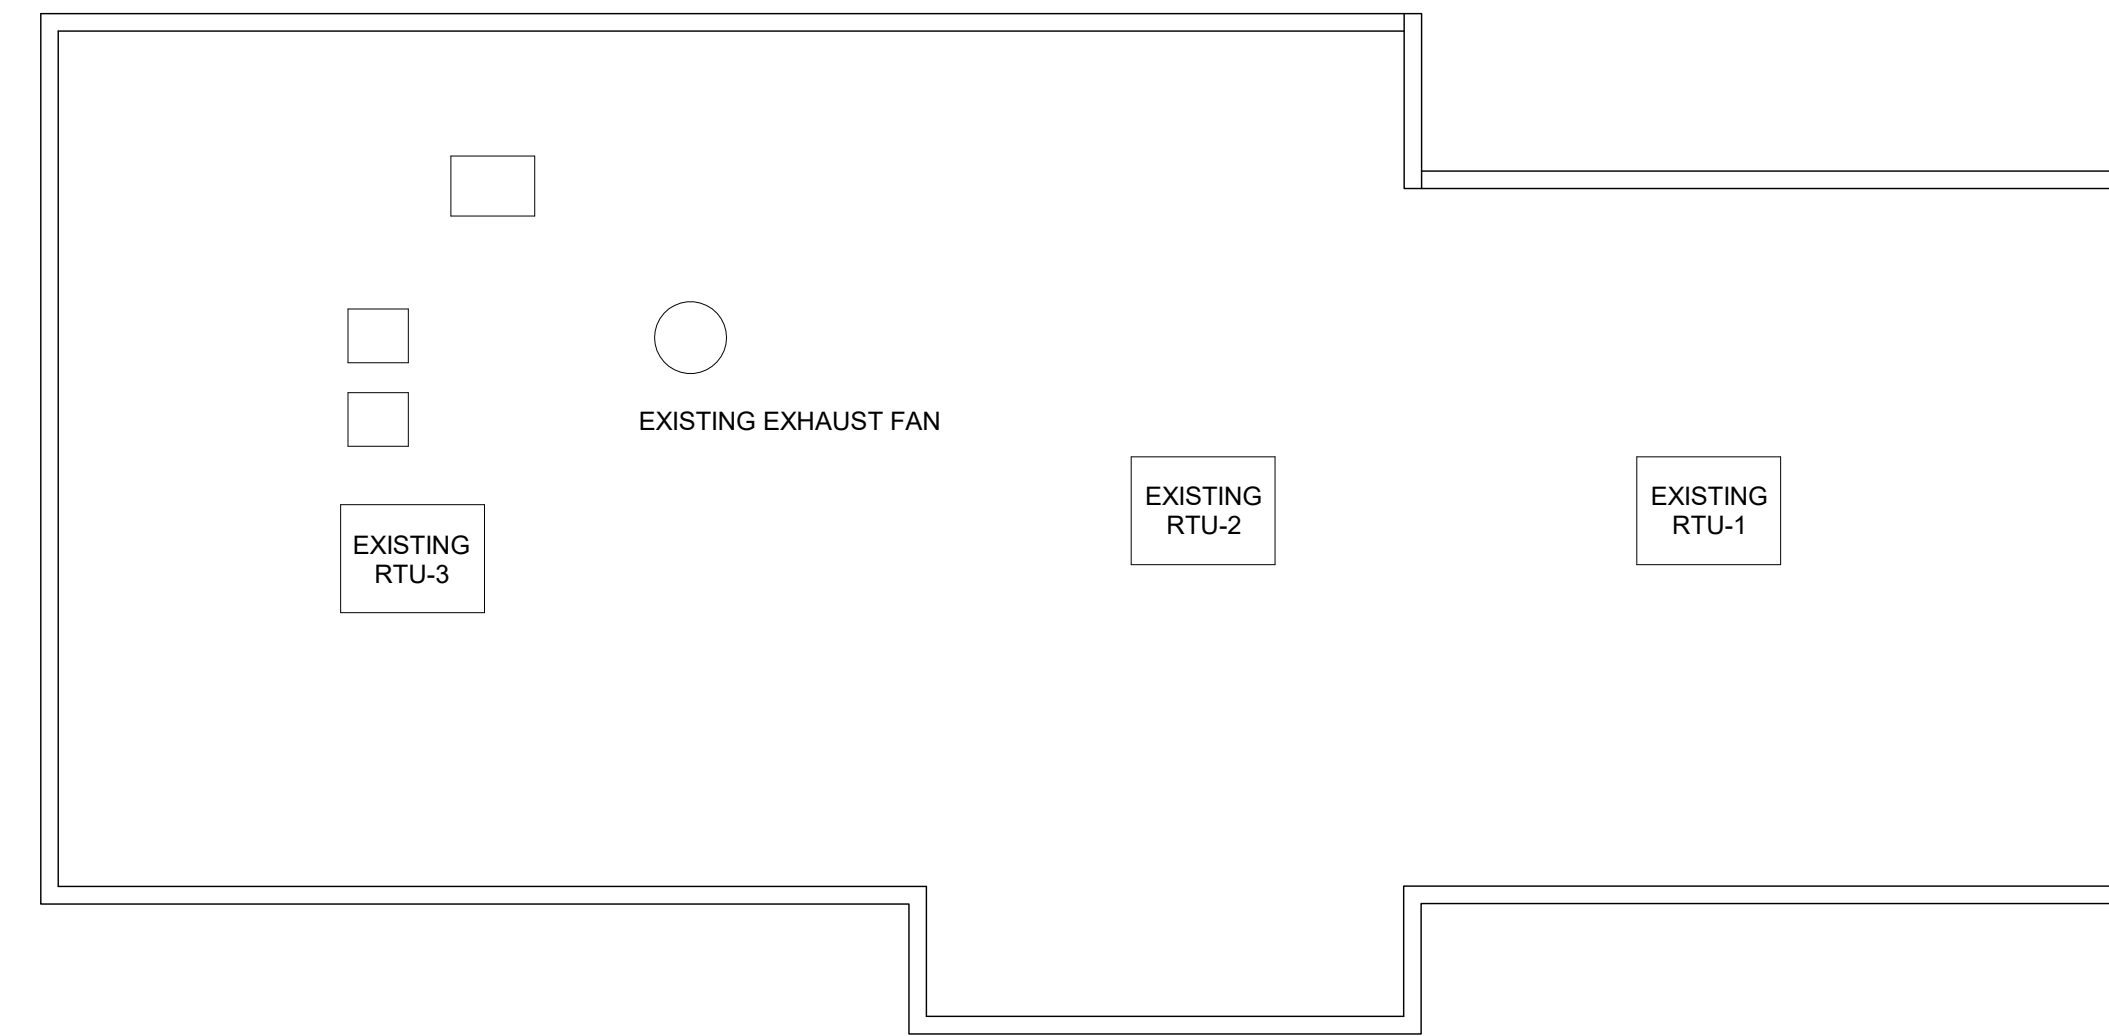 EXISTING EXHAUST FAN
EXISTING
RTU-2
EXISTING
RTU-1
EXISTING
RTU-3